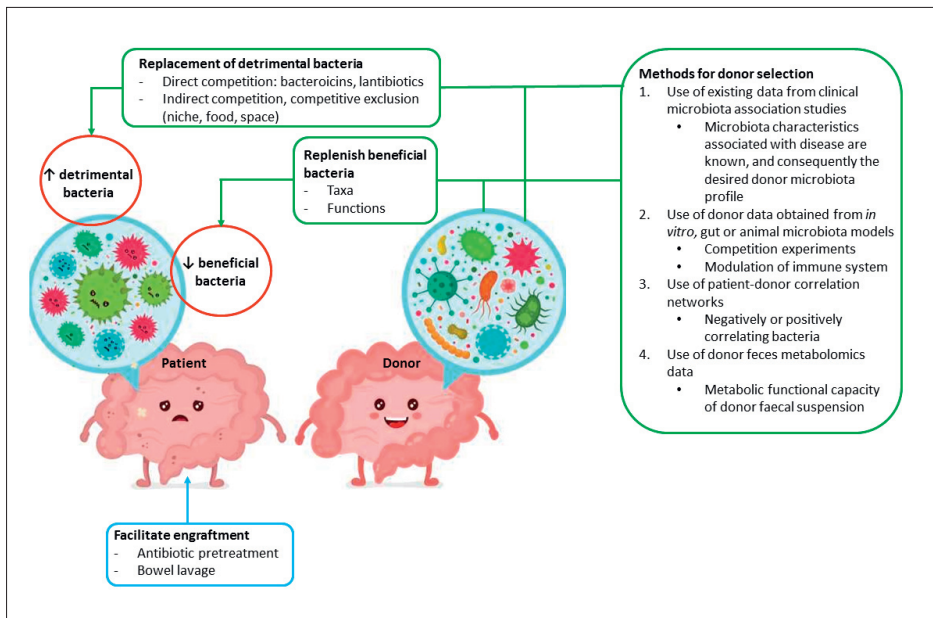 Replacement of detrimental bacteria
- Direct competition: bacteroicins, lantibiotics
- Indirect competition, competitive exclusion
(niche, food, space)
Replenish beneficial
bacteria
- Taxa
- Functions
↑ detrimental
bacteria
↓ beneficial
bacteria
Patient
Donor
Facilitate engraftment
- Antibiotic pretreatment
- Bowel lavage
Methods for donor selection
1. Use of existing data from clinical
microbiota association studies
• Microbiota characteristics
associated with disease are
known, and consequently the
desired donor microbiota
profile
2. Use of donor data obtained from in
vitro, gut or animal microbiota models
• Competition experiments
• Modulation of immune system
3. Use of patient-donor correlation
networks
• Negatively or positively
correlating bacteria
4. Use of donor feces metabolomics
data
• Metabolic functional capacity
of donor faecal suspension